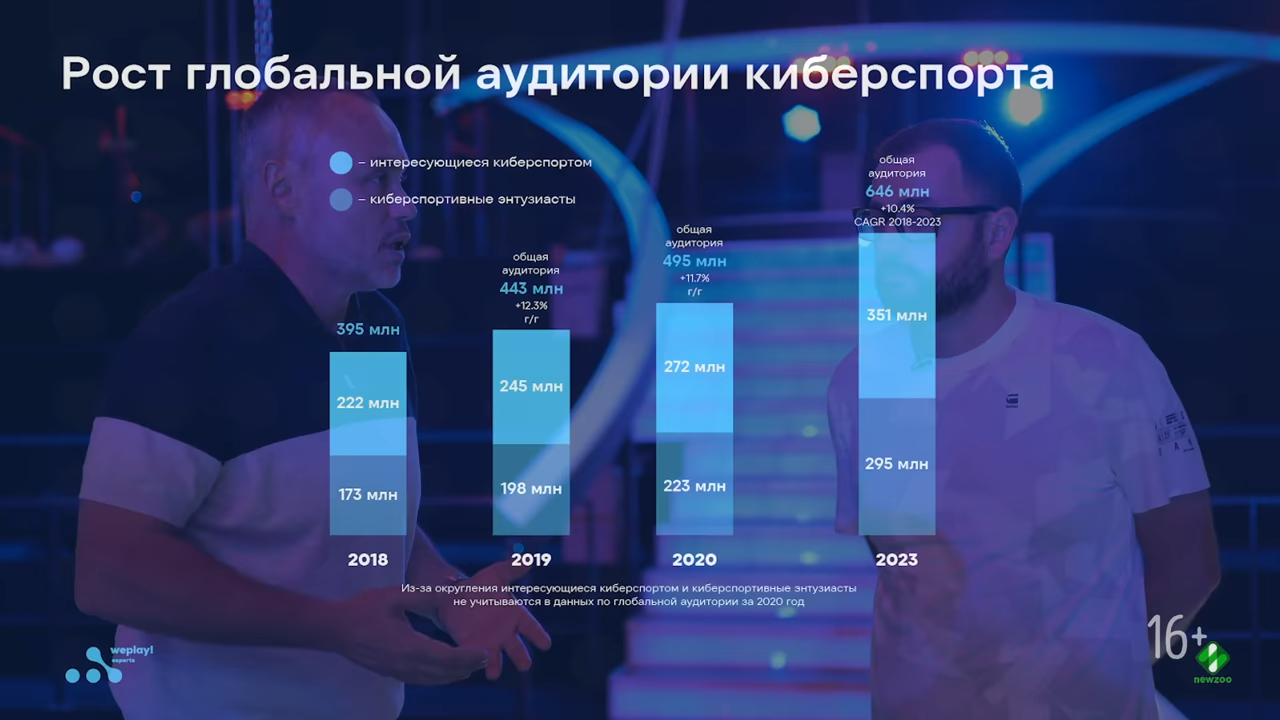 Рост глобальной аудитории киберспорта
– интересующиеся киберспортом
– киберспортивные энтузиасты
395 млн
222 млн
173 млн
2018
общая
аудитория
443 млн
+12.3%
г/г
245 млн
198 млн
2019
общая
аудитория
495 млн
+11.7%
г/г
272 млн
223 млн
2020
общая
аудитория
646 млн
+10.4%
CAGR 2018-2023
351 млн
295 млн
2023
Из-за округления интересующиеся киберспортом и киберспортивные энтузиасты
не учитываются в данных по глобальной аудитории за 2020 год
weplay!
esports
16+
newzoo